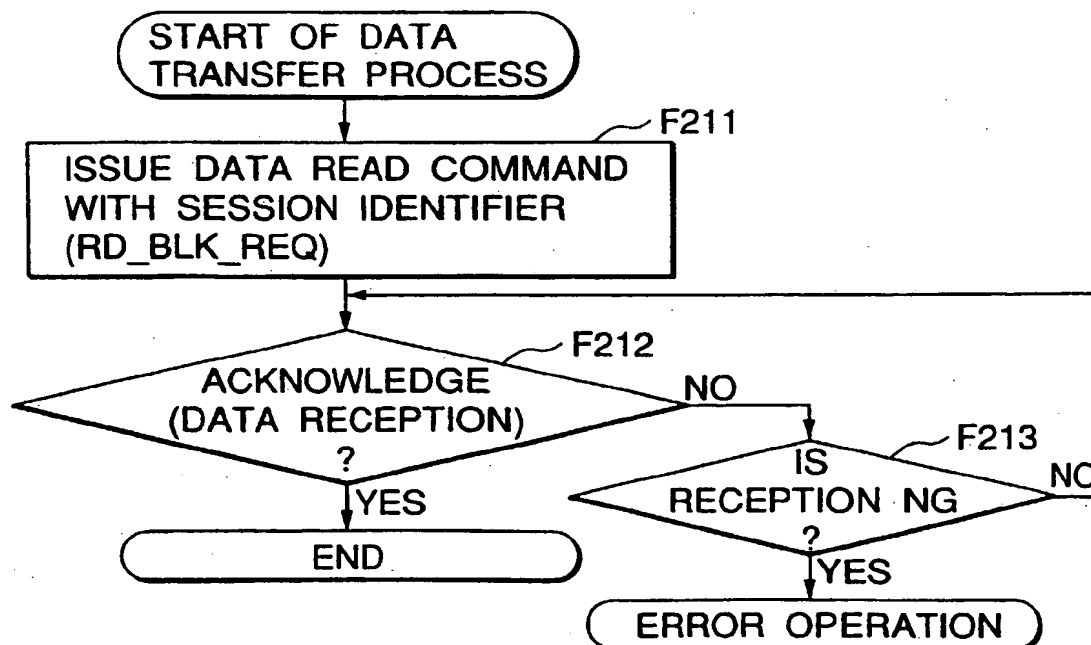 START OF DATA
TRANSFER PROCESS
F211
ISSUE DATA READ COMMAND
WITH SESSION IDENTIFIER
(RD_BLK_REQ)
F212
ACKNOWLEDGE
(DATA RECEPTION)
?
NO
YES
END
F213
IS
RECEPTION NG
?
NO
YES
ERROR OPERATION